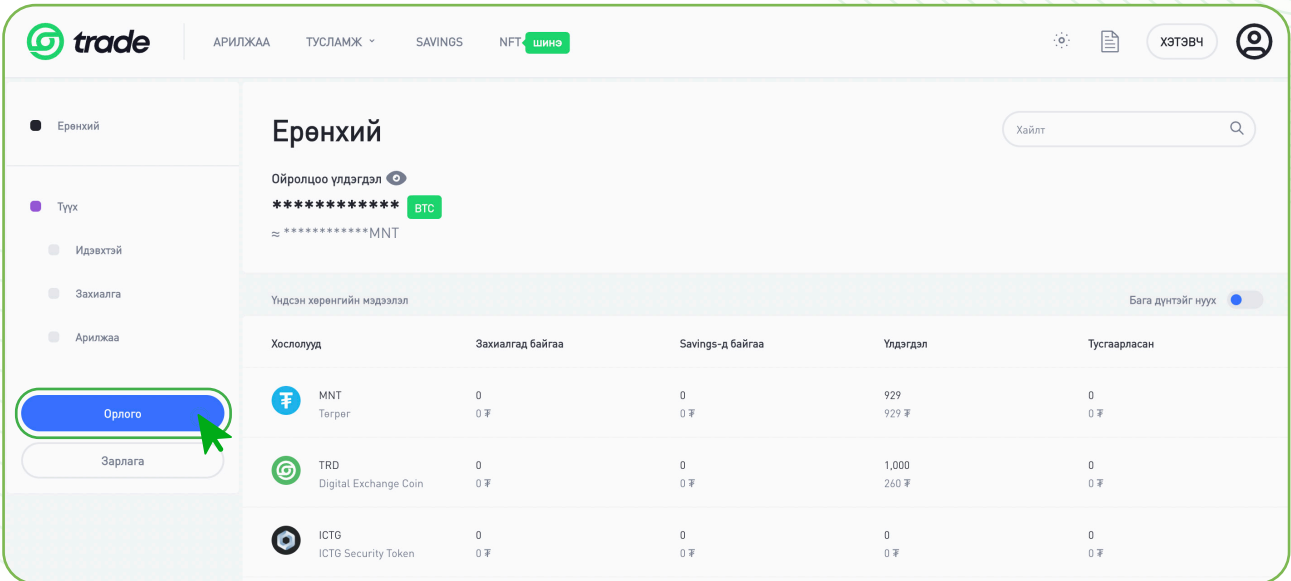 trade
АРИЛЖАА ТУСЛАМЖ SAVINGS NFT шинэ ХЭТЭВЧ
Ерөнхий
Түүх
Идэвхтэй
Захиалга
Арилжаа
Орлого
Зарлага
Ерөнхий
Хайлт
Ойролцоо үлдэгдэл
************ BTC
≈ ************MNT
Үндсэн хөрөнгийн мэдээлэл Бага дүнтэйг нуух
Хослолууд Захиалгад байгаа Savings-д байгаа Үлдэгдэл Тусгаарласан
MNT 0 0 929 0
Төгрөг 0 ₮ 0 ₮ 929 ₮ 0 ₮
TRD 0 0 1,000 0
Digital Exchange Coin 0 ₮ 0 ₮ 260 ₮ 0 ₮
ICTG 0 0 0 0
ICTG Security Token 0 ₮ 0 ₮ 0 ₮ 0 ₮